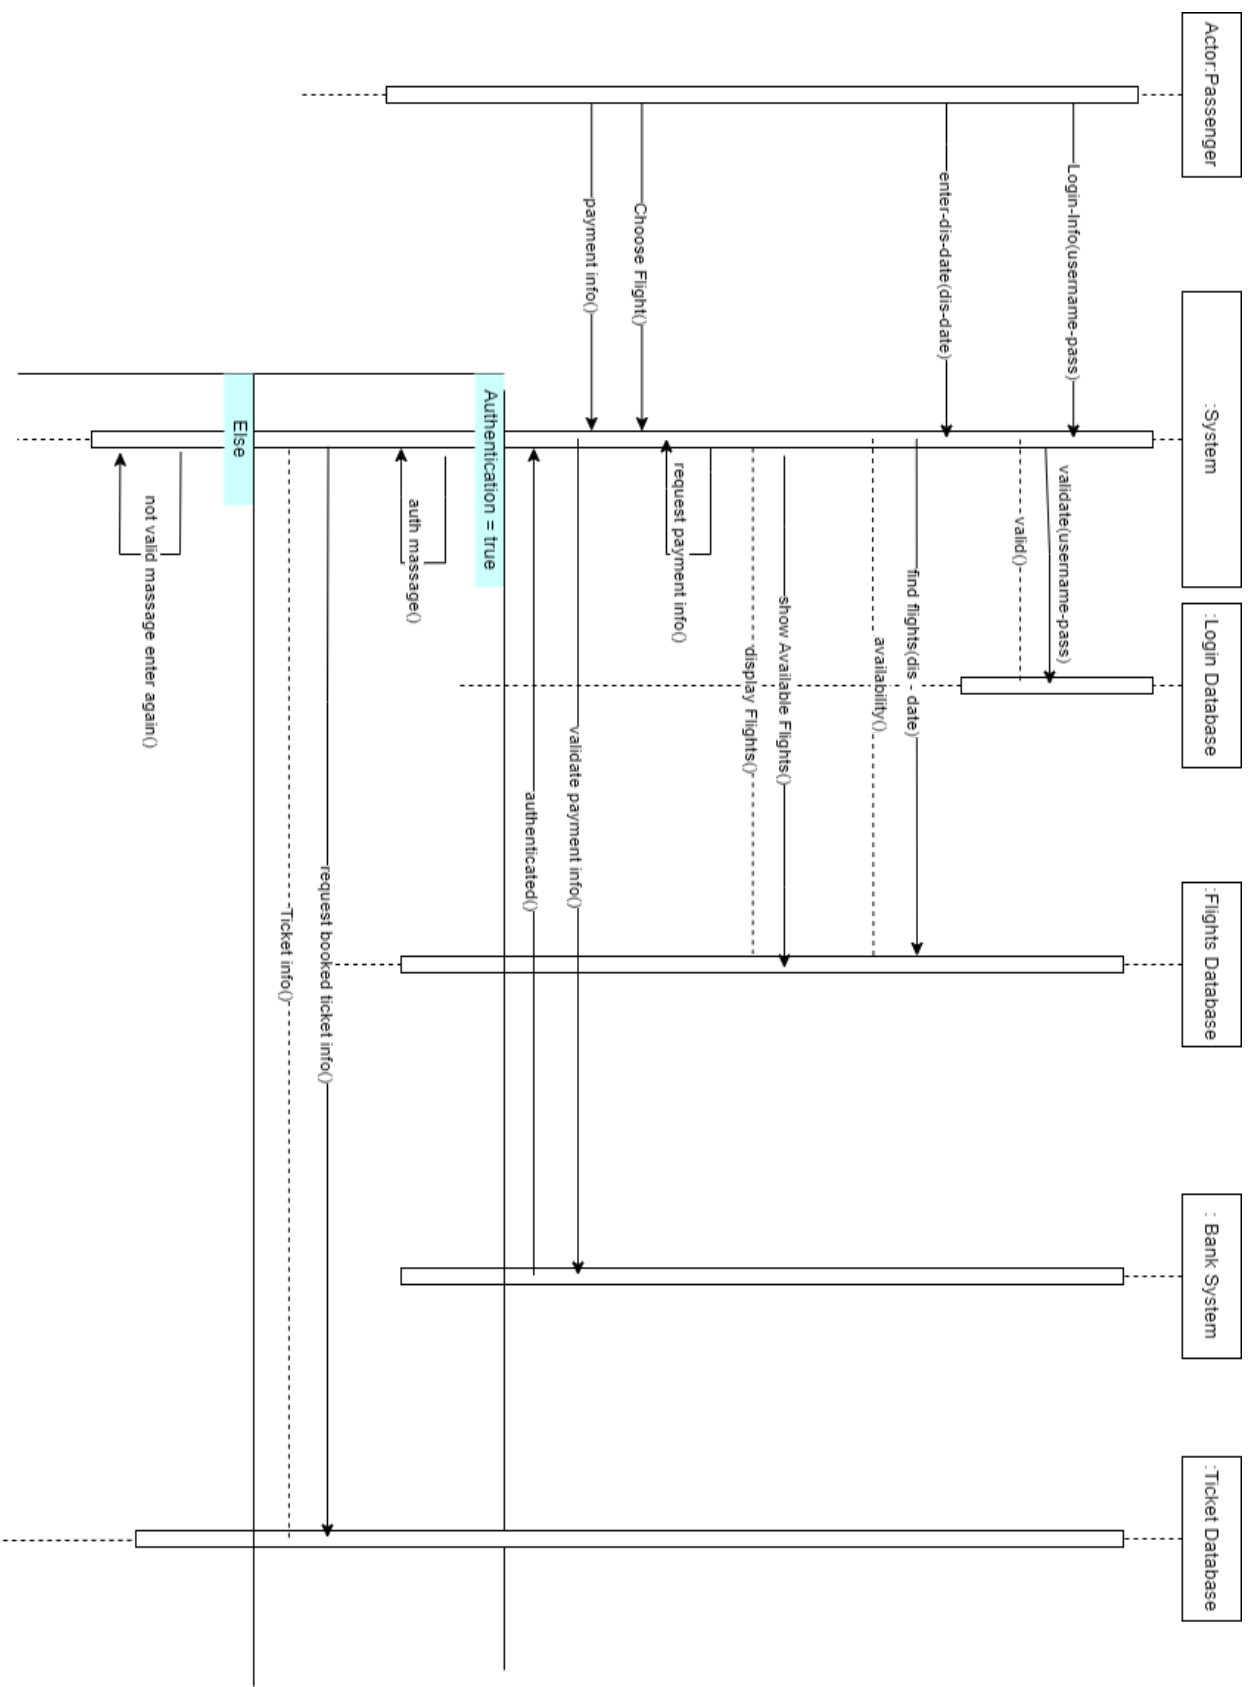 Actor:Passenger
:System
:Login Database
:Flights Database
: Bank System
:Ticket Database
Login-Info(username-pass)
validate(username-pass)
valid()
enter-dis-date(dis-date)
find flights(dis - date)
availability()
show Available Flights()
display Flights()
request payment info()
Choose Flight()
payment info()
validate payment info()
authenticated()
Authentication = true
auth massage()
request booked ticket info()
Ticket info()
Else
not valid massage enter again()